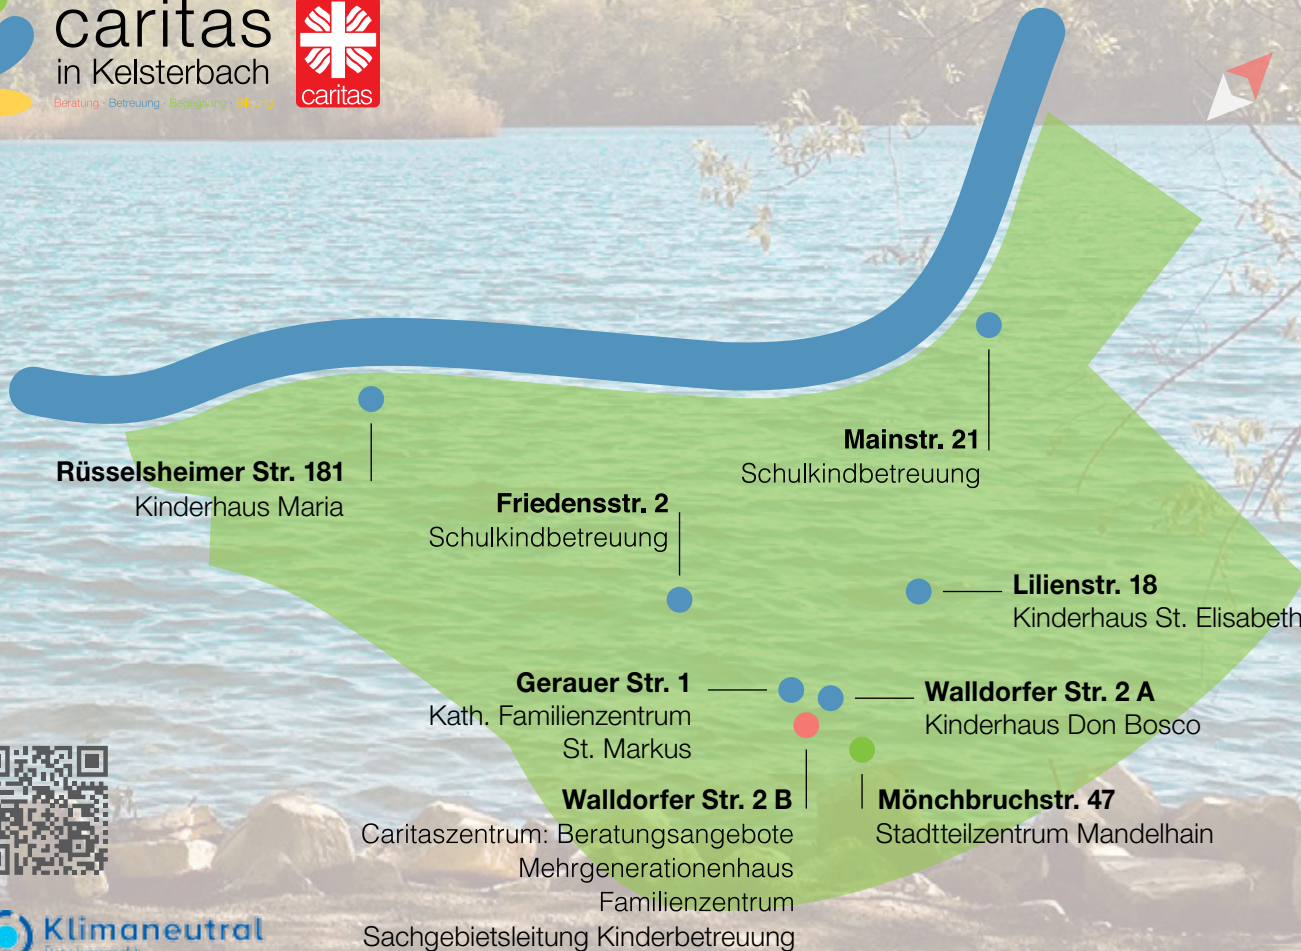 caritas
in Kelsterbach
Beratung · Betreuung · Begegnung · Bildung
caritas
Mainstr. 21
Schulkindbetreuung
Rüsselsheimer Str. 181
Kinderhaus Maria
Friedensstr. 2
Schulkindbetreuung
Lilienstr. 18
Kinderhaus St. Elisabeth
Gerauer Str. 1
Kath. Familienzentrum
St. Markus
Walldorfer Str. 2 A
Kinderhaus Don Bosco
Walldorfer Str. 2 B
Caritaszentrum: Beratungsangebote
Mehrgenerationenhaus
Familienzentrum
Sachgebietsleitung Kinderbetreuung
Mönchbruchstr. 47
Stadtteilzentrum Mandelhain
Klimaneutral